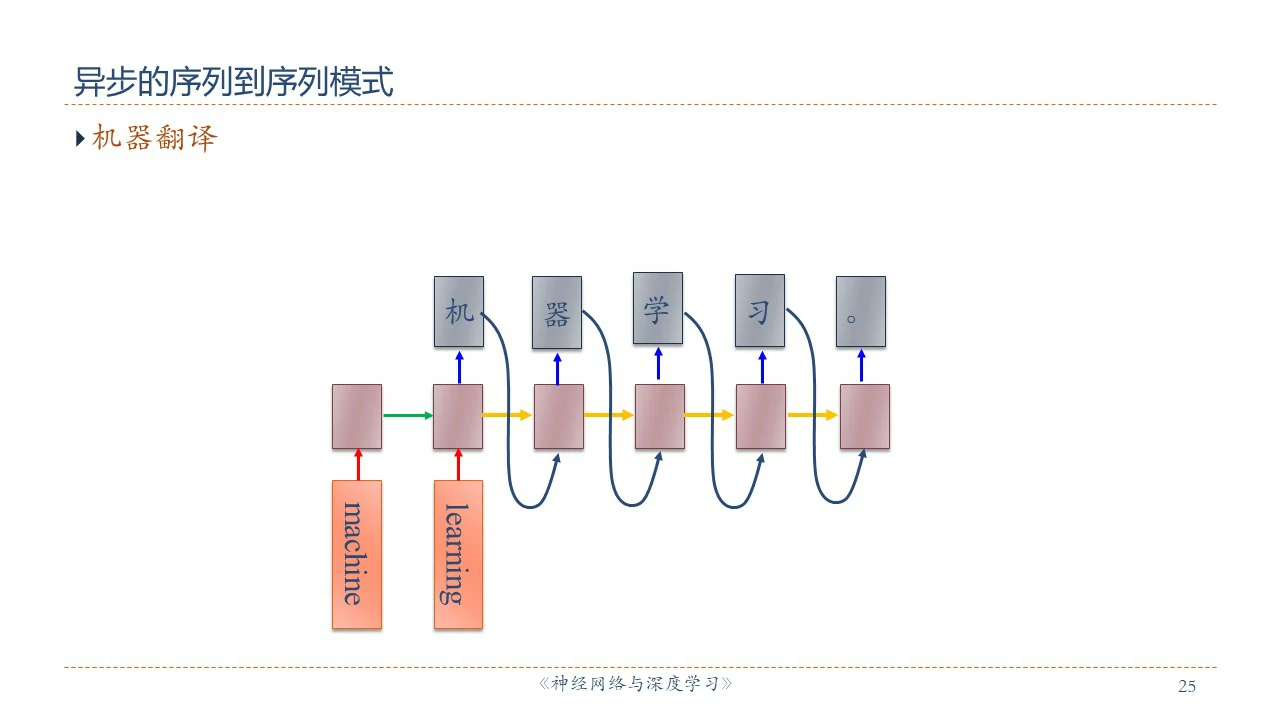 异步的序列到序列模式
机器翻译
机 器 学 习 。
machine learning
《神经网络与深度学习》
25